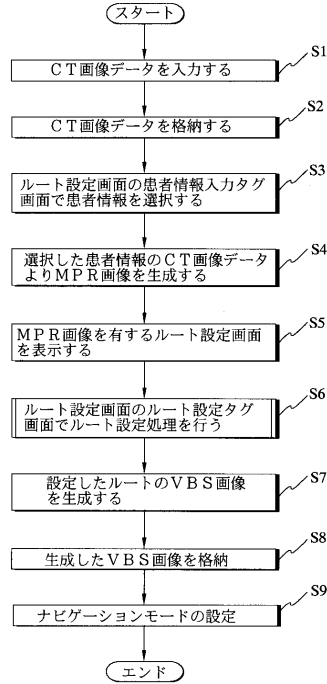 スタート
S1
CT画像データを入力する
S2
CT画像データを格納する
S3
ルート設定画面の患者情報入力タグ
画面で患者情報を選択する
S4
選択した患者情報のCT画像データ
よりMPR画像を生成する
S5
MPR画像を有するルート設定画面
を表示する
S6
ルート設定画面のルート設定タグ
画面でルート設定処理を行う
S7
設定したルートのVBS画像
を生成する
S8
生成したVBS画像を格納
S9
ナビゲーションモードの設定
エンド